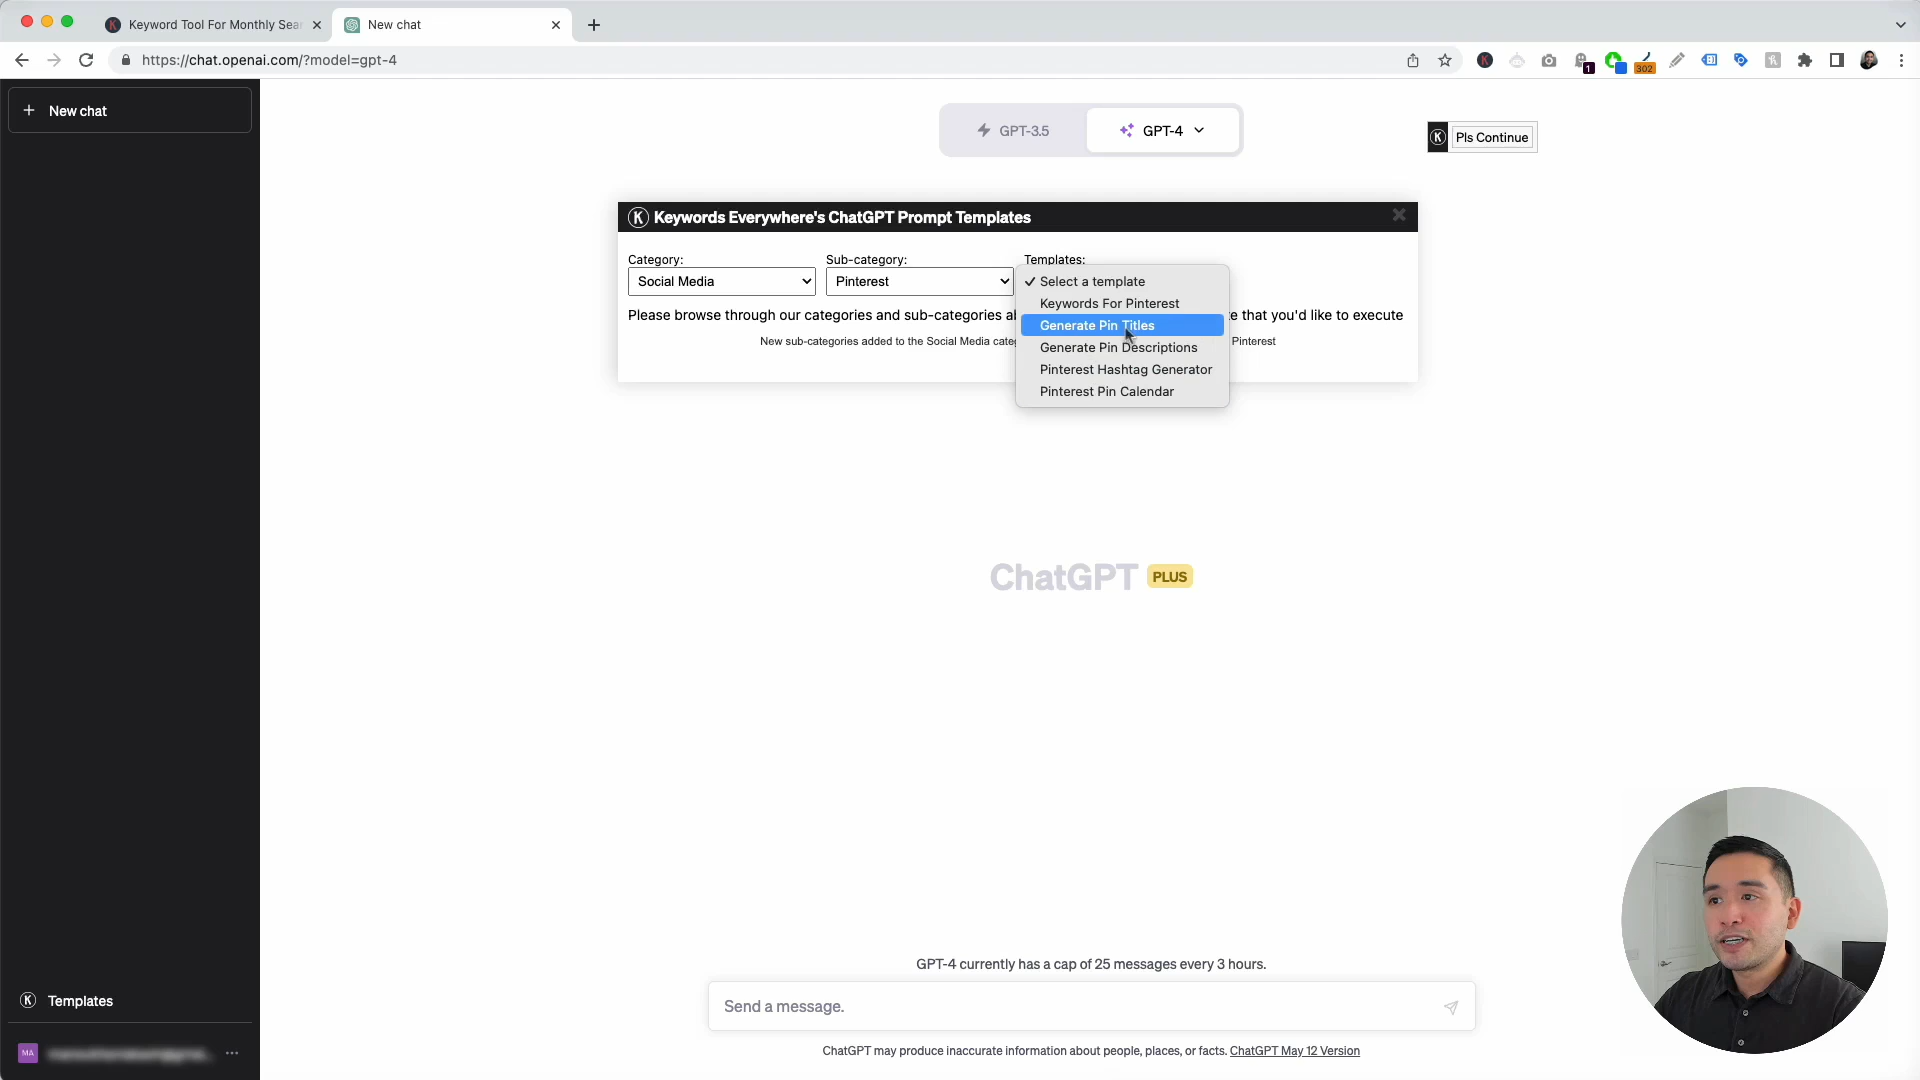 Keyword Tool For Monthly Sear
New chat
https://chat.openai.com/?model=gpt-4
1
302
New chat
GPT-3.5
GPT-4
K
Pls Continue
K Keywords Everywhere's ChatGPT Prompt Templates
Category:
Sub-category:
Templates:
Social Media
Pinterest
Select a template
Keywords For Pinterest
Generate Pin Titles
Generate Pin Descriptions
Pinterest Hashtag Generator
Pinterest Pin Calendar
Please browse through our categories and sub-categories a
e that you'd like to execute
New sub-categories added to the Social Media categ
Pinterest
ChatGPT PLUS
GPT-4 currently has a cap of 25 messages every 3 hours.
Send a message.
ChatGPT may produce inaccurate information about people, places, or facts. ChatGPT May 12 Version
K Templates
MA